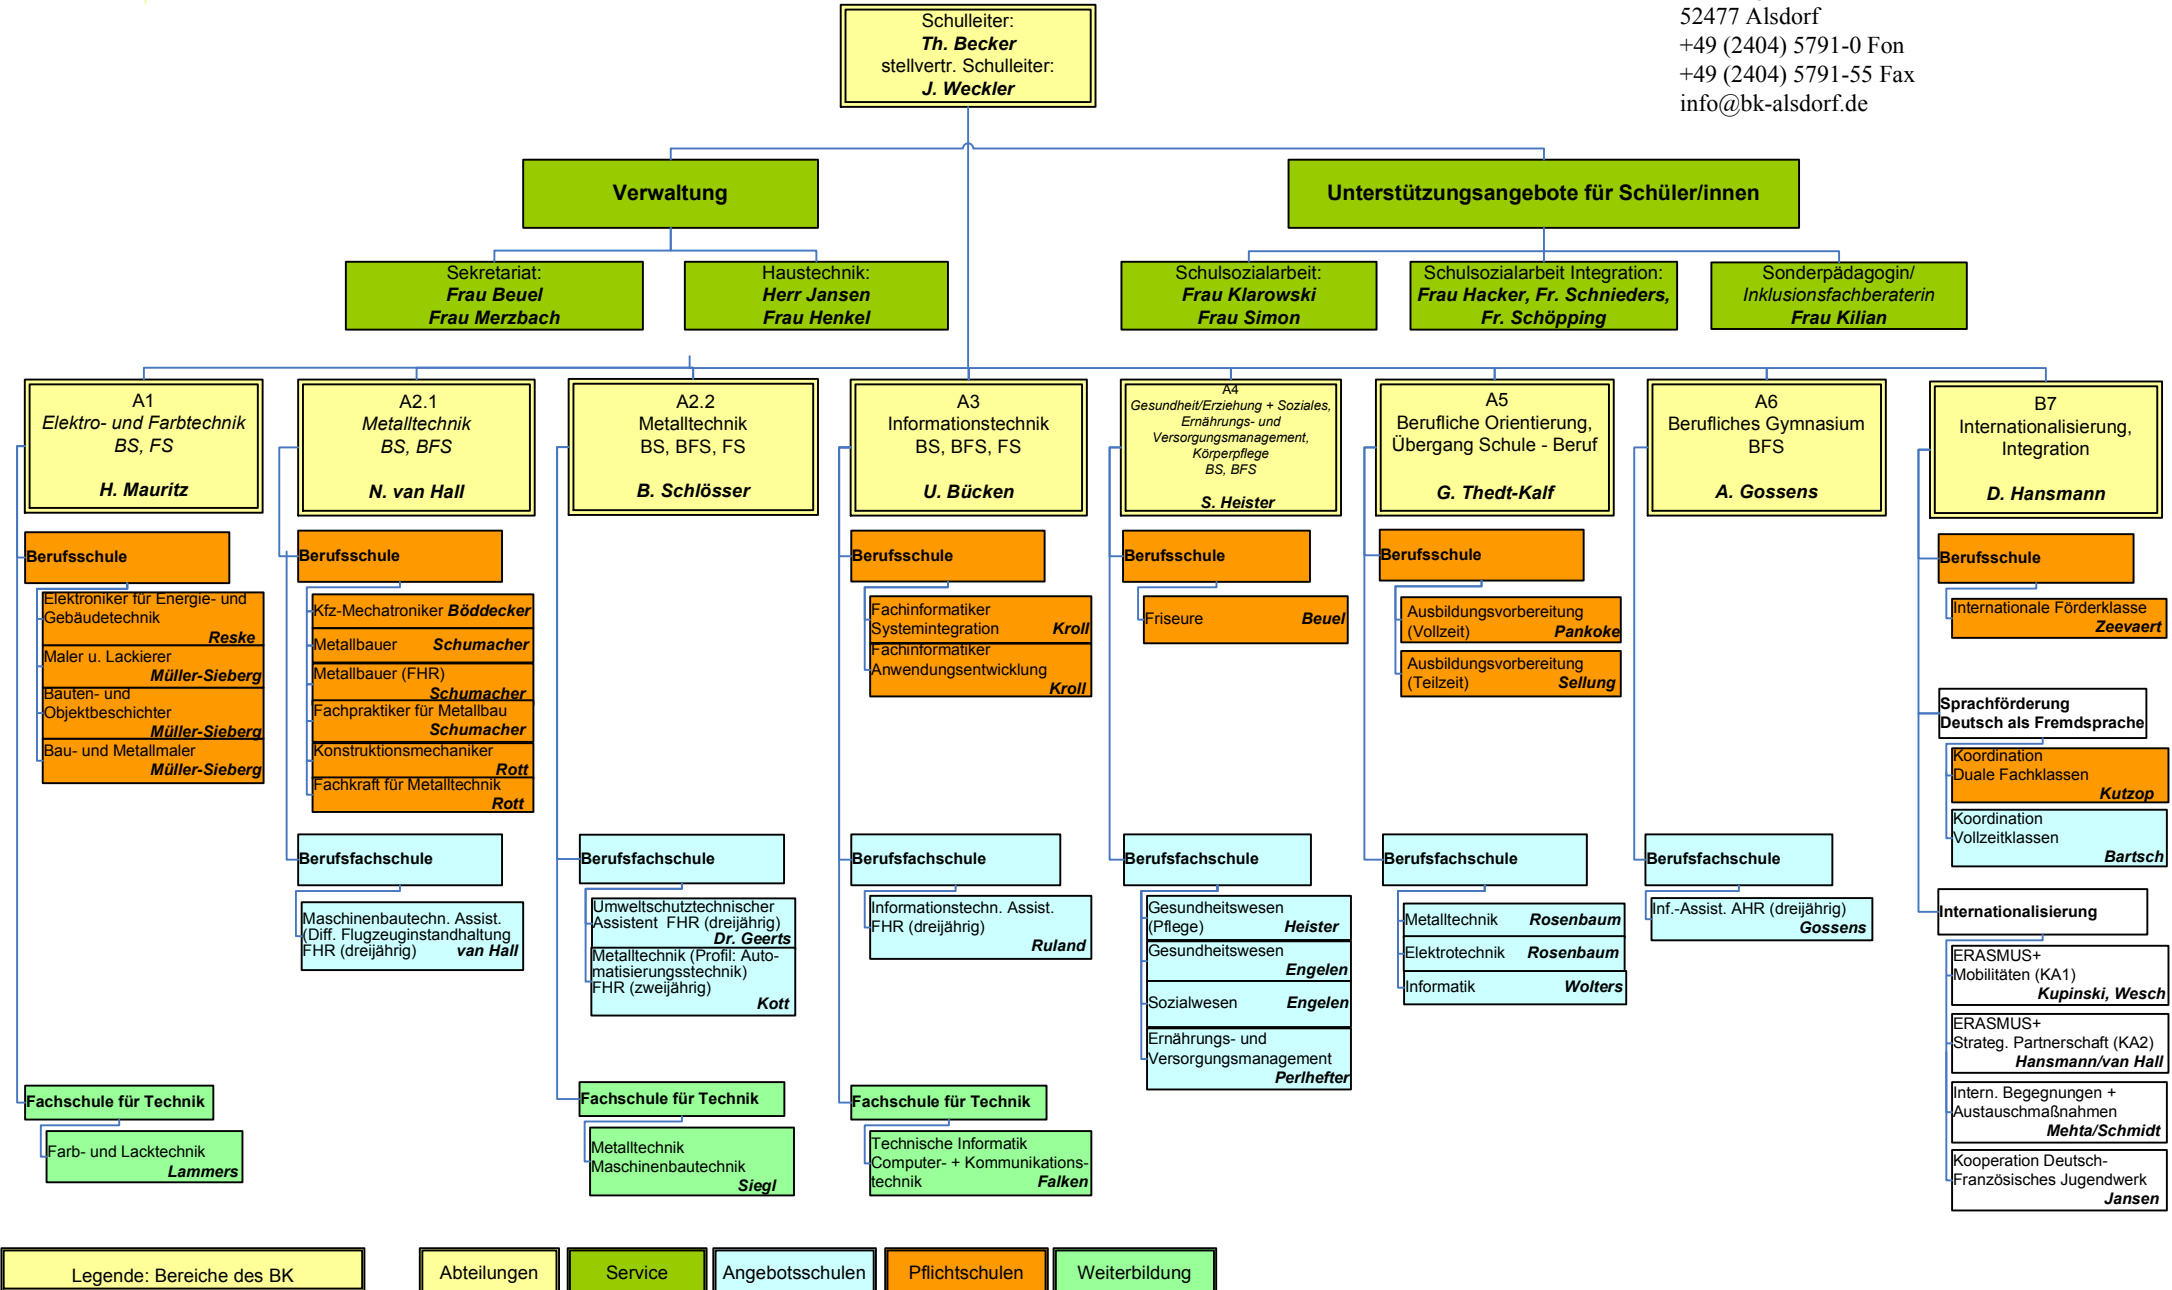 52477 Alsdorf
+49 (2404) 5791-0 Fon
+49 (2404) 5791-55 Fax
info@bk-alsdorf.de
Schulleiter:
Th. Becker
stellvertr. Schulleiter:
J. Weckler
Verwaltung
Unterstützungsangebote für Schüler/innen
Sekretariat:
Frau Beuel
Frau Merzbach
Haustechnik:
Herr Jansen
Frau Henkel
Schulsozialarbeit:
Frau Klarowski
Frau Simon
Schulsozialarbeit Integration:
Frau Hacker, Fr. Schnieders,
Fr. Schöpping
Sonderpädagogin/
Inklusionsfachberaterin
Frau Kilian
A1
Elektro- und Farbtechnik
BS, FS
H. Mauritz
Berufsschule
Elektroniker für Energie- und
Gebäudetechnik
Reske
Maler u. Lackierer
Müller-Sieberg
Bauten- und
Objektbeschichter
Müller-Sieberg
Bau- und Metallmaler
Müller-Sieberg
Fachschule für Technik
Farb- und Lacktechnik
Lammers
A2.1
Metalltechnik
BS, BFS
N. van Hall
Berufsschule
Kfz-Mechatroniker Böddecker
Metallbauer Schumacher
Metallbauer (FHR)
Schumacher
Fachpraktiker für Metallbau
Schumacher
Konstruktionsmechaniker
Rott
Fachkraft für Metalltechnik
Rott
Berufsfachschule
Maschinenbautechn. Assist.
(Diff. Flugzeuginstandhaltung
FHR (dreijährig) van Hall
A2.2
Metalltechnik
BS, BFS, FS
B. Schlösser
Berufsfachschule
Umweltschutztechnischer
Assistent FHR (dreijährig)
Dr. Geerts
Metalltechnik (Profil: Auto-
matisierungsstechnik)
FHR (zweijährig)
Kott
Fachschule für Technik
Metalltechnik
Maschinenbautechnik
Siegl
A3
Informationstechnik
BS, BFS, FS
U. Bücken
Berufsschule
Fachinformatiker
Systemintegration Kroll
Fachinformatiker
Anwendungsentwicklung
Kroll
Berufsfachschule
Informationstechn. Assist.
FHR (dreijährig)
Ruland
Fachschule für Technik
Technische Informatik
Computer- + Kommunikations-
technik Falken
A4
Gesundheit/Erziehung + Soziales,
Ernährungs- und
Versorgungsmanagement,
Körperpflege
BS, BFS
S. Heister
Berufsschule
Friseure Beuel
Berufsfachschule
Gesundheitswesen
(Pflege) Heister
Gesundheitswesen
Engelen
Sozialwesen Engelen
Ernährungs- und
Versorgungsmanagement
Perlhefter
A5
Berufliche Orientierung,
Übergang Schule - Beruf
G. Thedt-Kalf
Berufsschule
Ausbildungsvorbereitung
(Vollzeit) Pankoke
Ausbildungsvorbereitung
(Teilzeit) Sellung
Berufsfachschule
Metalltechnik Rosenbaum
Elektrotechnik Rosenbaum
Informatik Wolters
A6
Berufliches Gymnasium
BFS
A. Gossens
Berufsfachschule
Inf.-Assist. AHR (dreijährig)
Gossens
B7
Internationalisierung,
Integration
D. Hansmann
Berufsschule
Internationale Förderklasse
Zeevaert
Sprachförderung
Deutsch als Fremdsprache
Koordination
Duale Fachklassen
Kutzop
Koordination
Vollzeitklassen
Bartsch
Internationalisierung
ERASMUS+
Mobilitäten (KA1)
Kupinski, Wesch
ERASMUS+
Strateg. Partnerschaft (KA2)
Hansmann/van Hall
Intern. Begegnungen +
Austauschmaßnahmen
Mehta/Schmidt
Kooperation Deutsch-
Französisches Jugendwerk
Jansen
Legende: Bereiche des BK
Abteilungen
Service
Angebotsschulen
Pflichtschulen
Weiterbildung